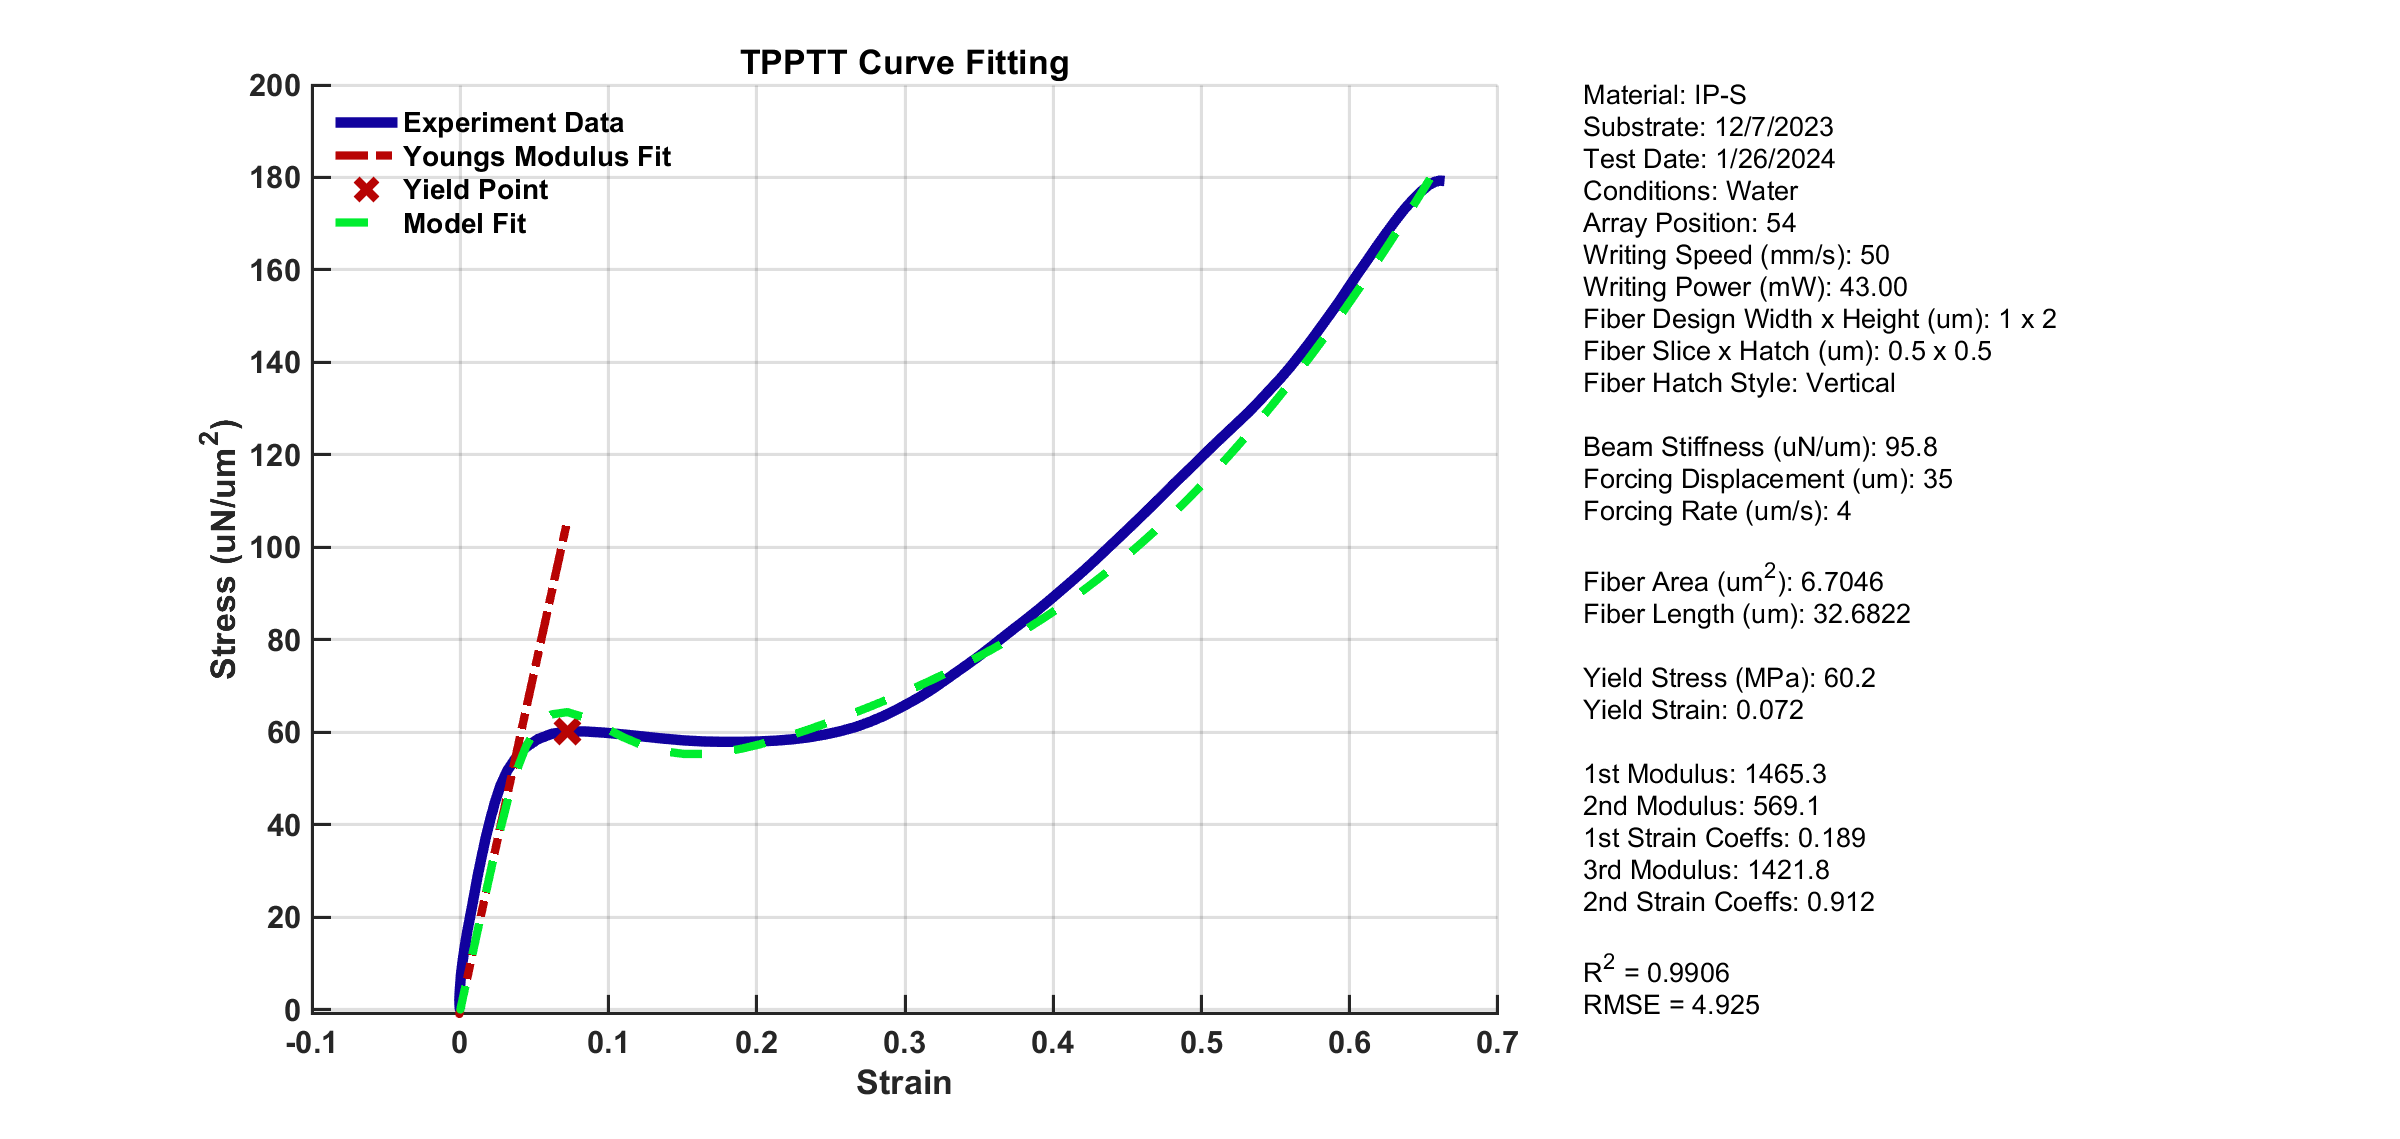 TPPTT Curve Fitting
200
180
160
140
120
100
80
60
40
20
0
Stress (uN/um²)
Experiment Data
Youngs Modulus Fit
Yield Point
Model Fit
-0.1 0 0.1 0.2 0.3 0.4 0.5 0.6 0.7
Strain
Material: IP-S
Substrate: 12/7/2023
Test Date: 1/26/2024
Conditions: Water
Array Position: 54
Writing Speed (mm/s): 50
Writing Power (mW): 43.00
Fiber Design Width x Height (um): 1 x 2
Fiber Slice x Hatch (um): 0.5 x 0.5
Fiber Hatch Style: Vertical
Beam Stiffness (uN/um): 95.8
Forcing Displacement (um): 35
Forcing Rate (um/s): 4
Fiber Area (um²): 6.7046
Fiber Length (um): 32.6822
Yield Stress (MPa): 60.2
Yield Strain: 0.072
1st Modulus: 1465.3
2nd Modulus: 569.1
1st Strain Coeffs: 0.189
3rd Modulus: 1421.8
2nd Strain Coeffs: 0.912
R² = 0.9906
RMSE = 4.925